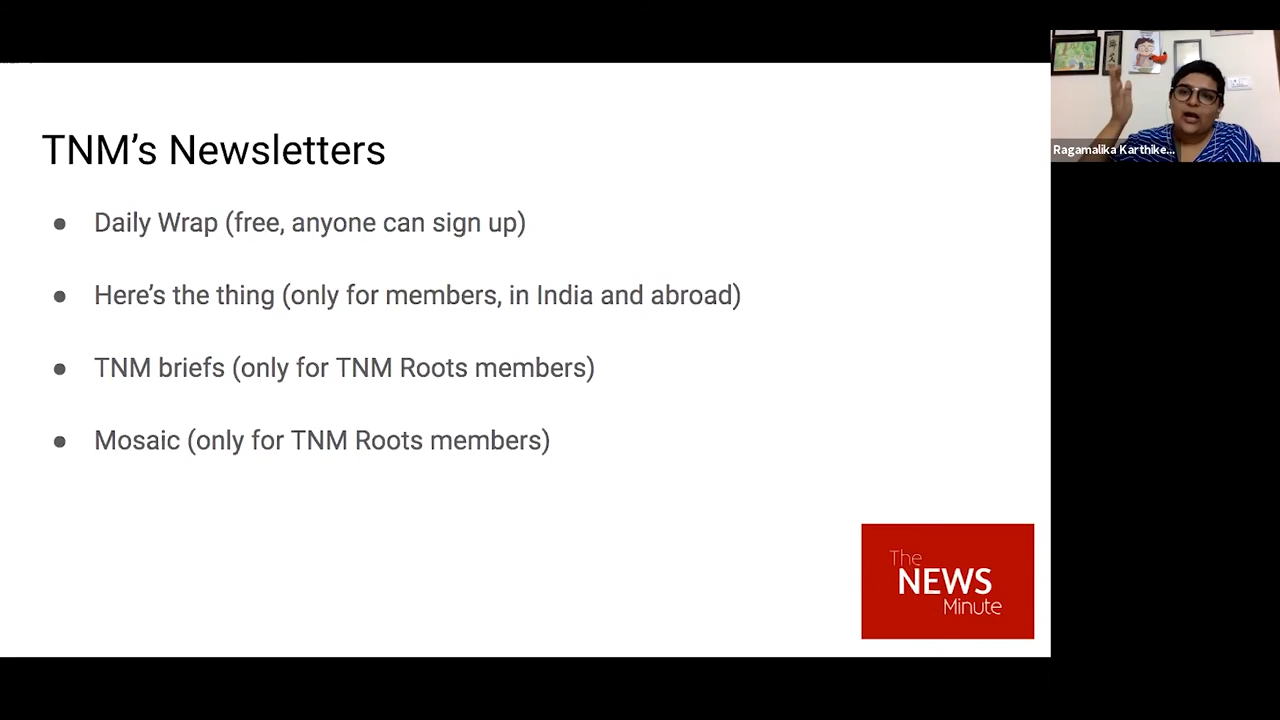 TNM’s Newsletters
● Daily Wrap (free, anyone can sign up)
● Here’s the thing (only for members, in India and abroad)
● TNM briefs (only for TNM Roots members)
● Mosaic (only for TNM Roots members)
The
NEWS
Minute
Ragamalika Karthike...